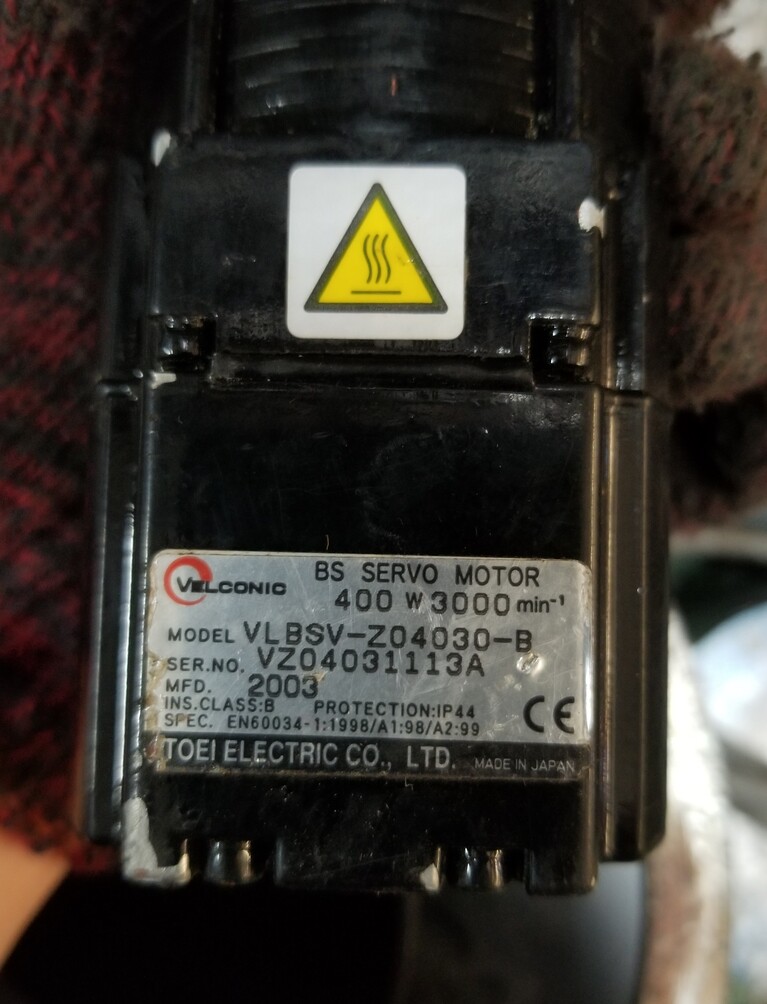 VELCONIC
BS SERVO MOTOR
400 W 3000 min⁻¹
MODEL VLBSV-Z04030-B
SER.NO. VZ04031113A
MFD. 2003
INS.CLASS:B PROTECTION:IP44
SPEC. EN60034-1:1998/A1:98/A2:99
CE
TOEI ELECTRIC CO., LTD. MADE IN JAPAN